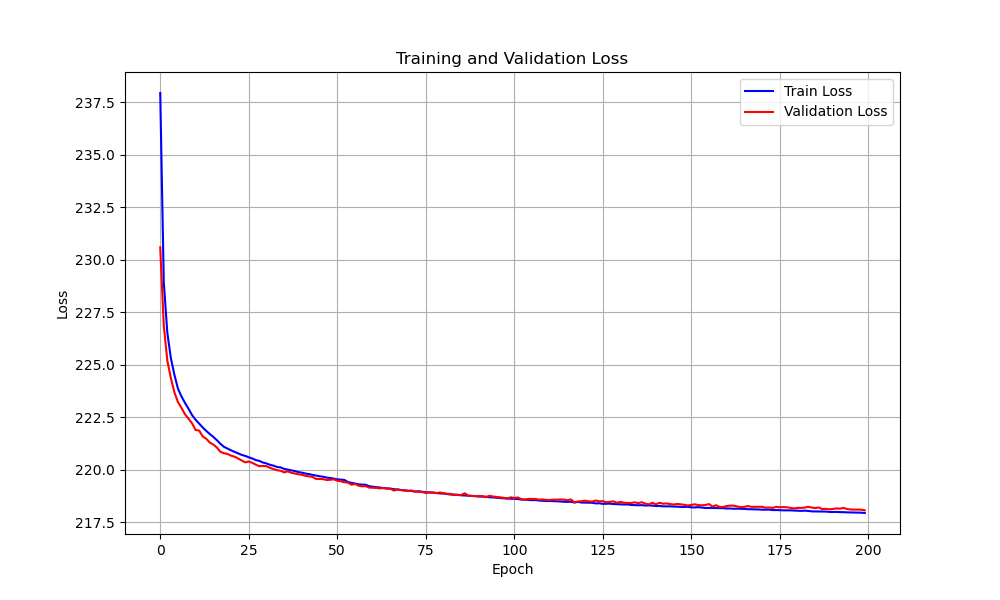 Training and Validation Loss
Train Loss
Validation Loss
237.5
235.0
232.5
230.0
227.5
225.0
222.5
220.0
217.5
Loss
0 25 50 75 100 125 150 175 200
Epoch